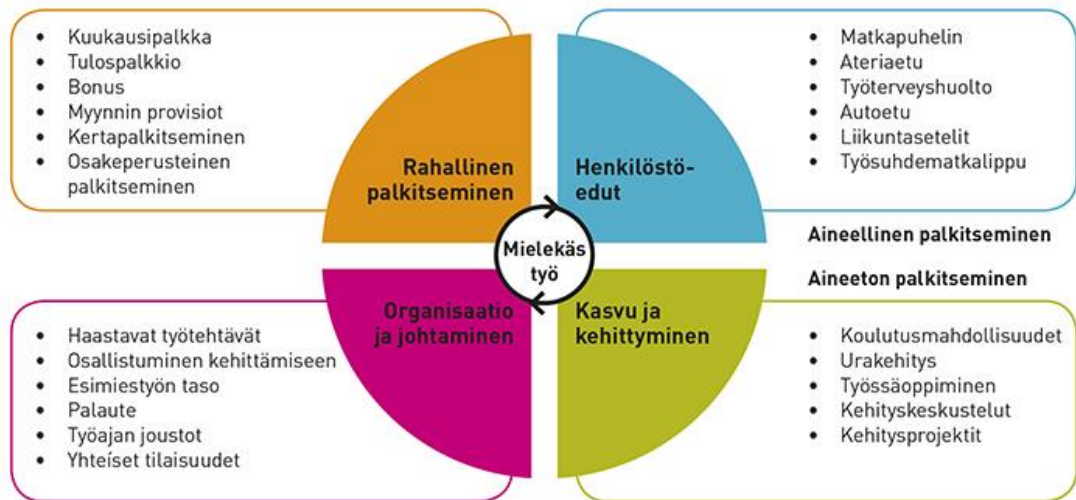 Kuukausipalkka
Tulospalkkio
Bonus
Myynnin provisiot
Kertapalkitseminen
Osakeperusteinen
palkitseminen
Rahallinen
palkitseminen
Henkilöstö-
edut
Matkapuhelin
Ateriaetu
Työterveyshuolto
Autoetu
Liikuntasetelit
Työsuhdematkalippu
Mielekäs
työ
Aineellinen palkitseminen
Aineeton palkitseminen
Haastavat työtehtävät
Osallistuminen kehittämiseen
Esimiestyön taso
Palaute
Työajan joustot
Yhteiset tilaisuudet
Organisaatio
ja johtaminen
Kasvu ja
kehittyminen
Koulutusmahdollisuudet
Urakehitys
Työssäoppiminen
Kehityskeskustelut
Kehitysprojektit